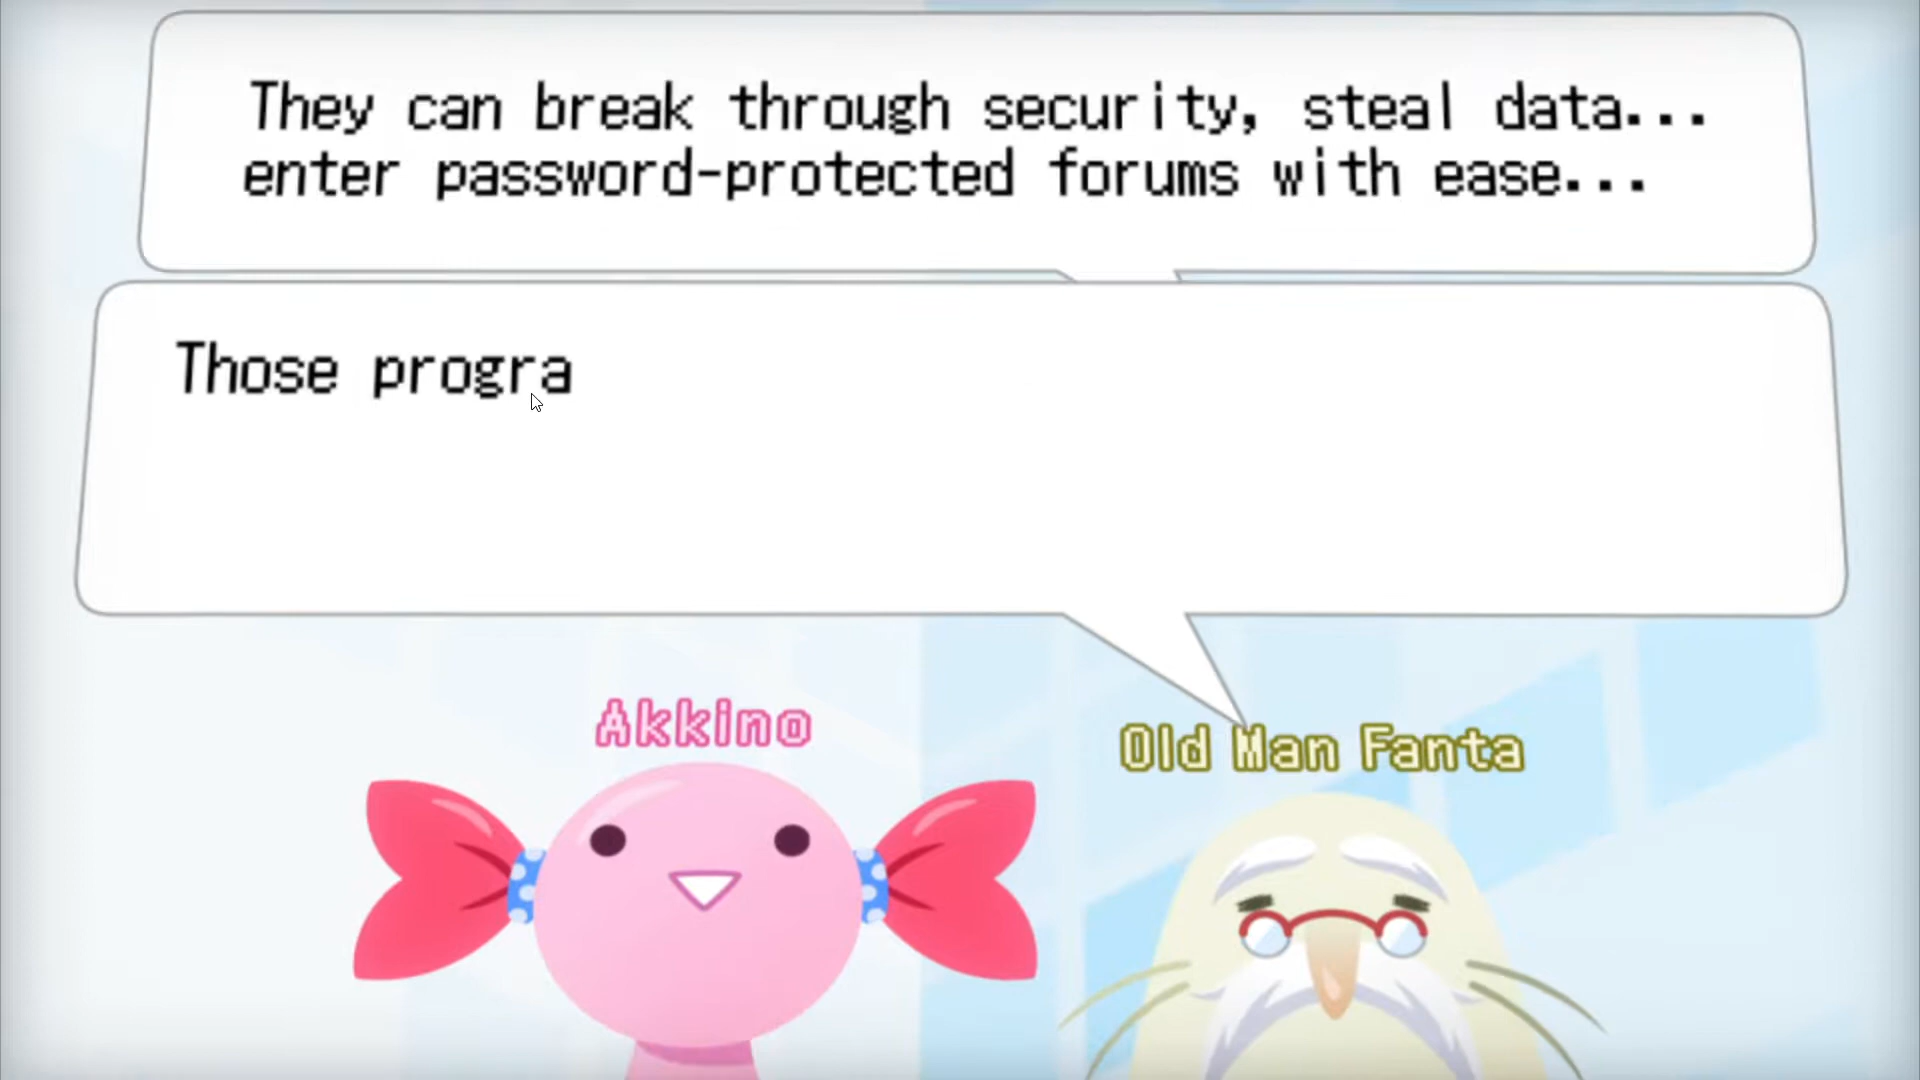 They can break through security, steal data...
enter password-protected forums with ease...
Those progra
Akkino
Old Man Fanta